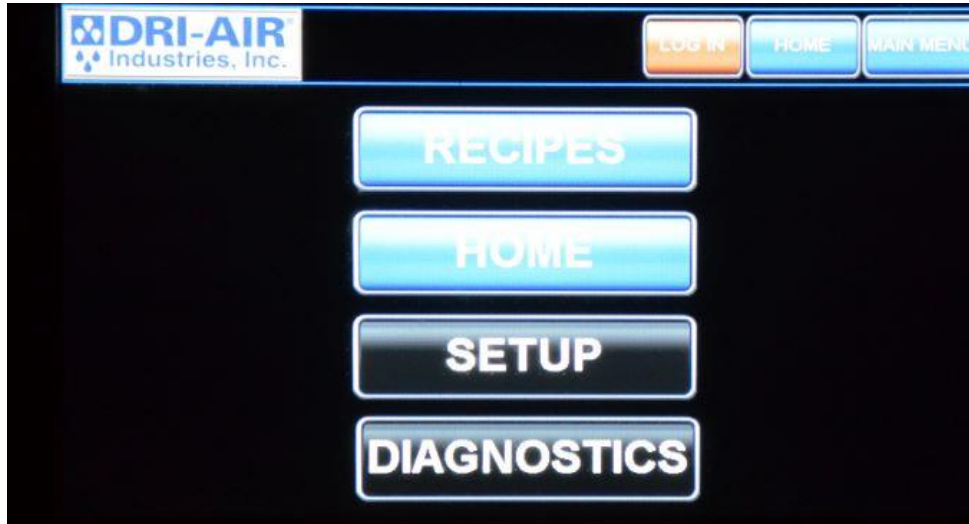 DRI-AIR
Industries, Inc.
LOG IN
HOME
MAIN MENU
RECIPES
HOME
SETUP
DIAGNOSTICS